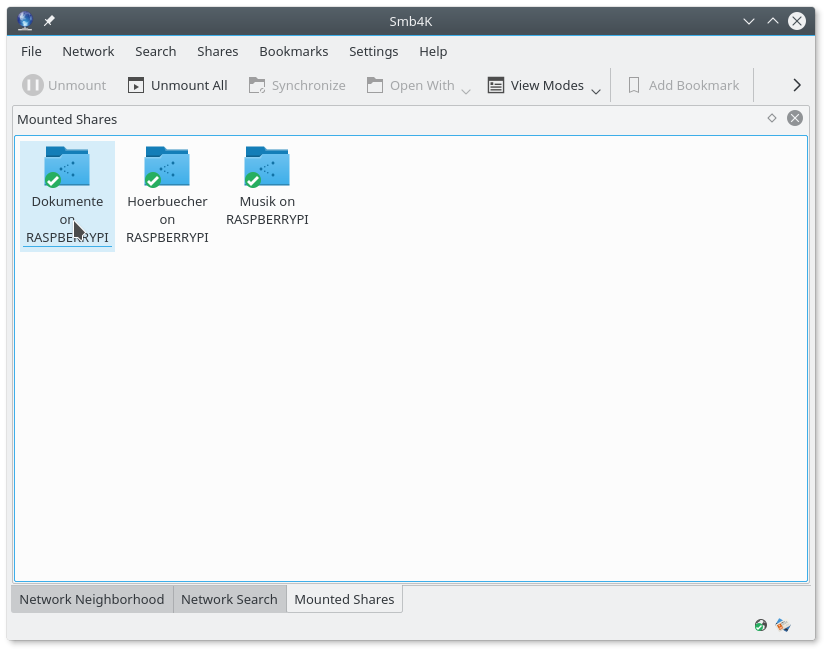 Smb4K
File Network Search Shares Bookmarks Settings Help
Unmount Unmount All Synchronize Open With View Modes Add Bookmark
Mounted Shares
Dokumente
on
RASPBERRYPI
Hoerbuecher
on
RASPBERRYPI
Musik on
RASPBERRYPI
Network Neighborhood Network Search Mounted Shares